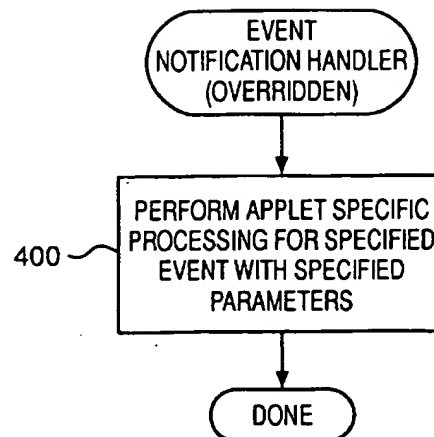 EVENT
NOTIFICATION HANDLER
(OVERRIDDEN)
PERFORM APPLET SPECIFIC
PROCESSING FOR SPECIFIED
EVENT WITH SPECIFIED
PARAMETERS
400
DONE